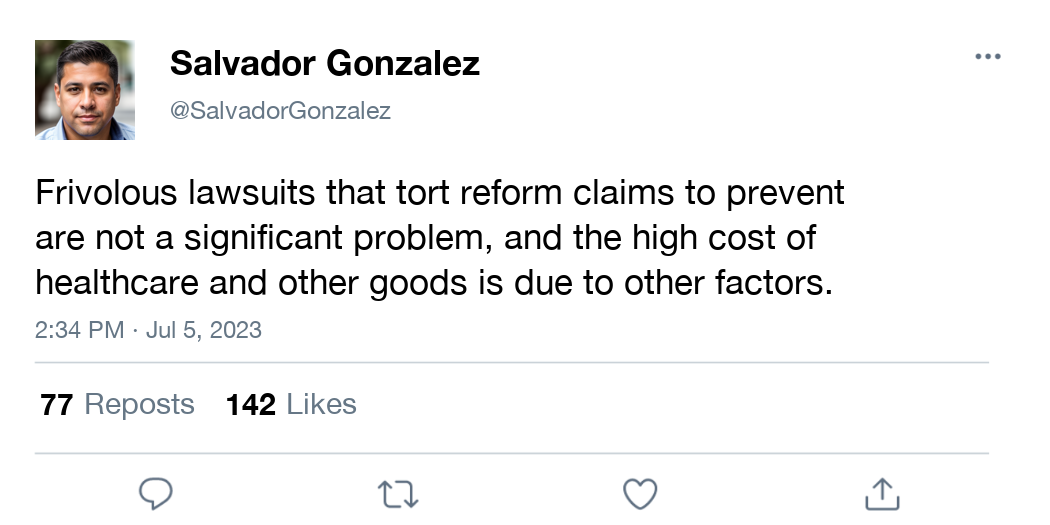 Salvador Gonzalez
@SalvadorGonzalez
Frivolous lawsuits that tort reform claims to prevent
are not a significant problem, and the high cost of
healthcare and other goods is due to other factors.
2:34 PM · Jul 5, 2023
77 Reposts 142 Likes